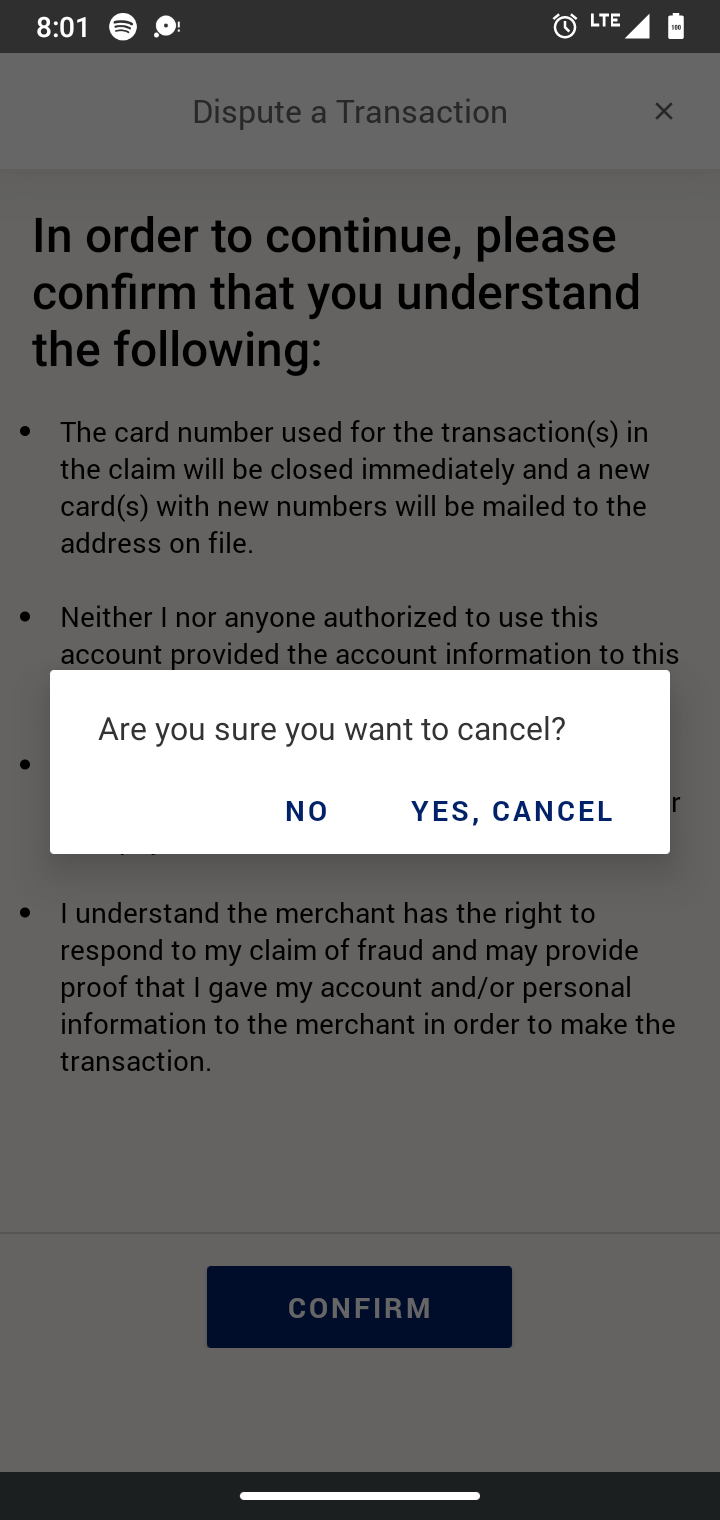 8:01
LTE
100
Dispute a Transaction
In order to continue, please
confirm that you understand
the following:
• The card number used for the transaction(s) in
the claim will be closed immediately and a new
card(s) with new numbers will be mailed to the
address on file.
• Neither I nor anyone authorized to use this
account provided the account information to this
Are you sure you want to cancel?
NO
YES, CANCEL
• I understand the merchant has the right to
respond to my claim of fraud and may provide
proof that I gave my account and/or personal
information to the merchant in order to make the
transaction.
CONFIRM